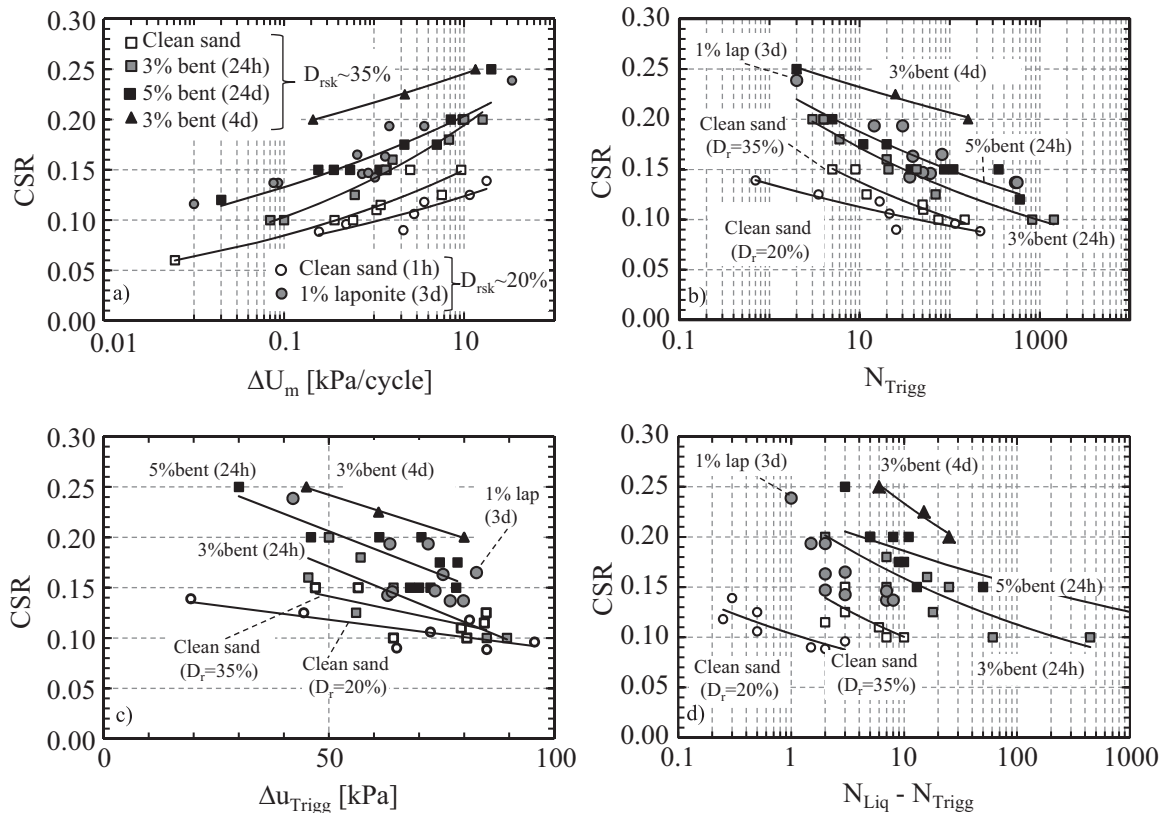 CSR
0.30
0.25
0.20
0.15
0.10
0.05
0.00
Clean sand
3% bent (24h)
5% bent (24d)
3% bent (4d)
D_rsk~35%
Clean sand (1h)
1% laponite (3d)
D_rsk~20%
a)
0.01 0.1 1 10
ΔU_m [kPa/cycle]
CSR
0.30
0.25
0.20
0.15
0.10
0.05
0.00
1% lap (3d)
3%bent (4d)
Clean sand
(D_r=35%)
5%bent (24h)
Clean sand
(D_r=20%)
3%bent (24h)
b)
0.1 10 1000
N_Trigg
CSR
0.30
0.25
0.20
0.15
0.10
0.05
0.00
5%bent (24h)
3%bent (4d)
1% lap
(3d)
3%bent (24h)
Clean sand
(D_r=35%)
Clean sand
(D_r=20%)
c)
0 50 100
Δu_Trigg [kPa]
CSR
0.30
0.25
0.20
0.15
0.10
0.05
0.00
1% lap (3d)
3%bent (4d)
5%bent (24h)
Clean sand
(D_r=20%)
Clean sand
(D_r=35%)
3%bent (24h)
d)
0.1 1 10 100 1000
N_Liq - N_Trigg